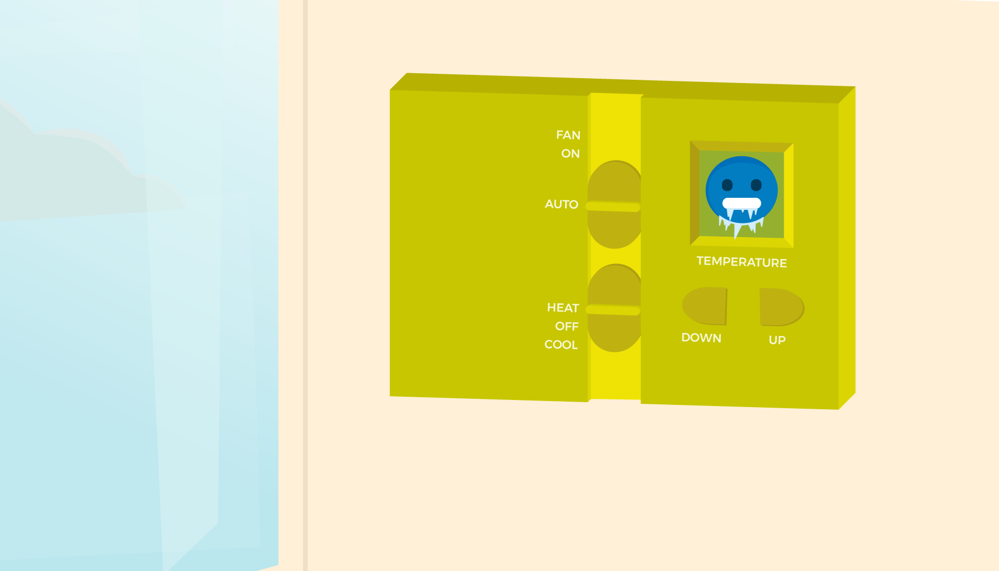 FAN
ON
AUTO
HEAT
OFF
COOL
TEMPERATURE
DOWN
UP